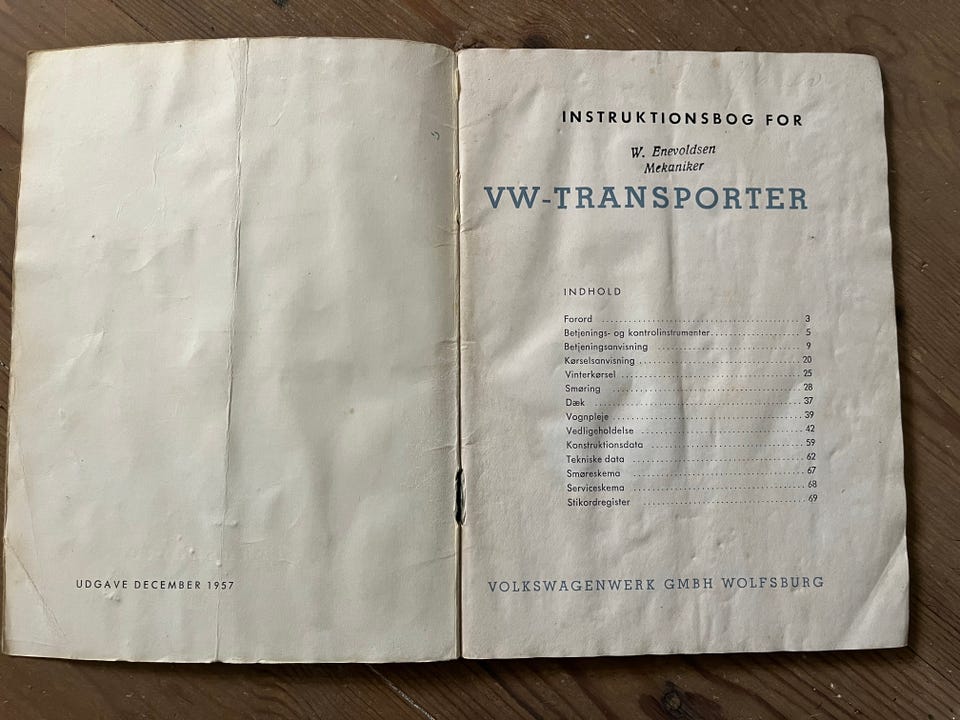 UDGAVE DECEMBER 1957
INSTRUKTIONSBOG FOR
W. Enevoldsen
Mekaniker
VW-TRANSPORTER
INDHOLD
Forord ........ 3
Betjenings- og kontrolinstrumenter ........ 5
Betjeningsanvisning ........ 9
Kørselsanvisning ........ 20
Vinterkørsel ........ 25
Smøring ........ 28
Dæk ........ 37
Vognpleje ........ 39
Vedligeholdelse ........ 42
Konstruktionsdata ........ 59
Tekniske data ........ 62
Smøreskema ........ 67
Serviceskema ........ 68
Stikordregister ........ 69
VOLKSWAGENWERK GMBH WOLFSBURG